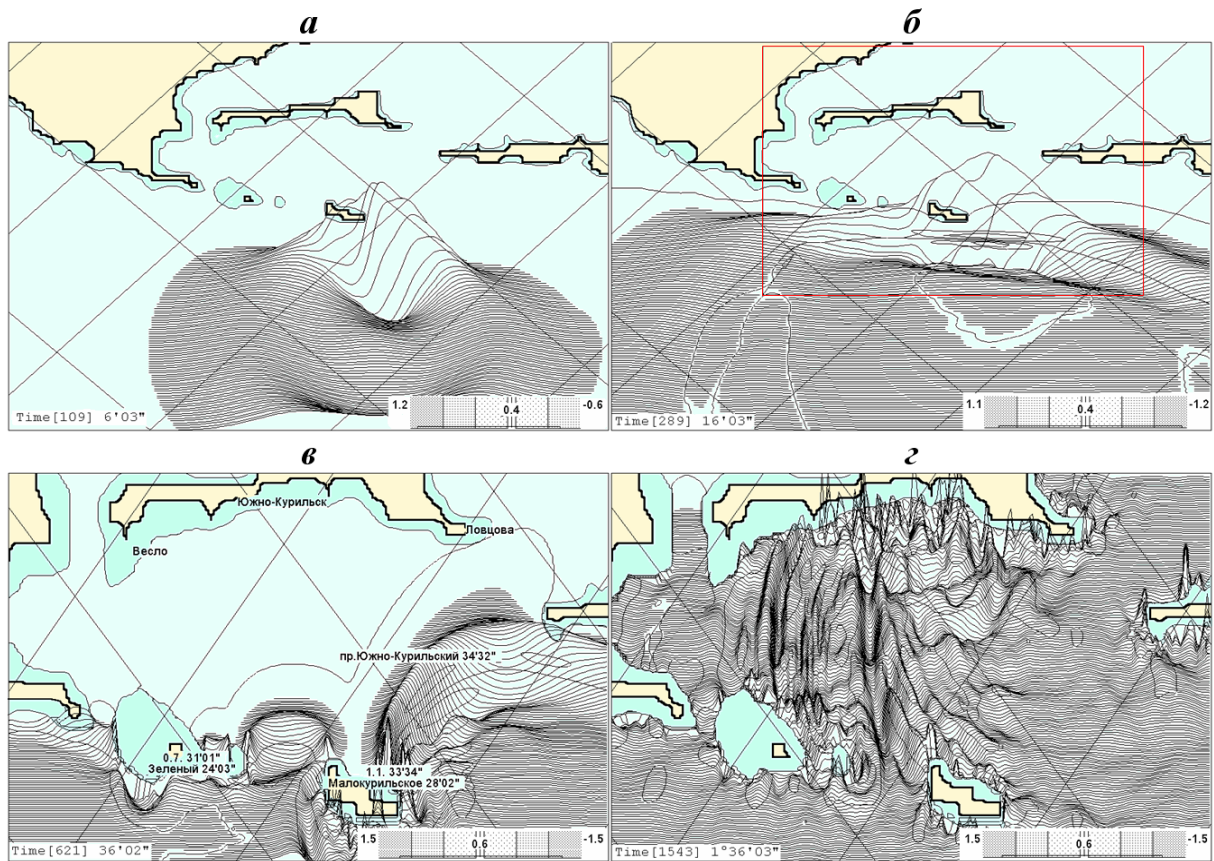 а
б
1.2
0.4
-0.6
Time[109] 6'03"
1.1
0.4
-1.2
Time[289] 16'03"
в
г
Южно-Курильск
Ловцова
Весло
пр.Южно-Курильский 34'32"
0.7. 31'01"
Зеленый 24'03"
1.1. 33'34"
Малокурильское 28'02"
1.5
0.6
-1.5
Time[621] 36'02"
1.5
0.6
-1.5
Time[1543] 1°36'03"